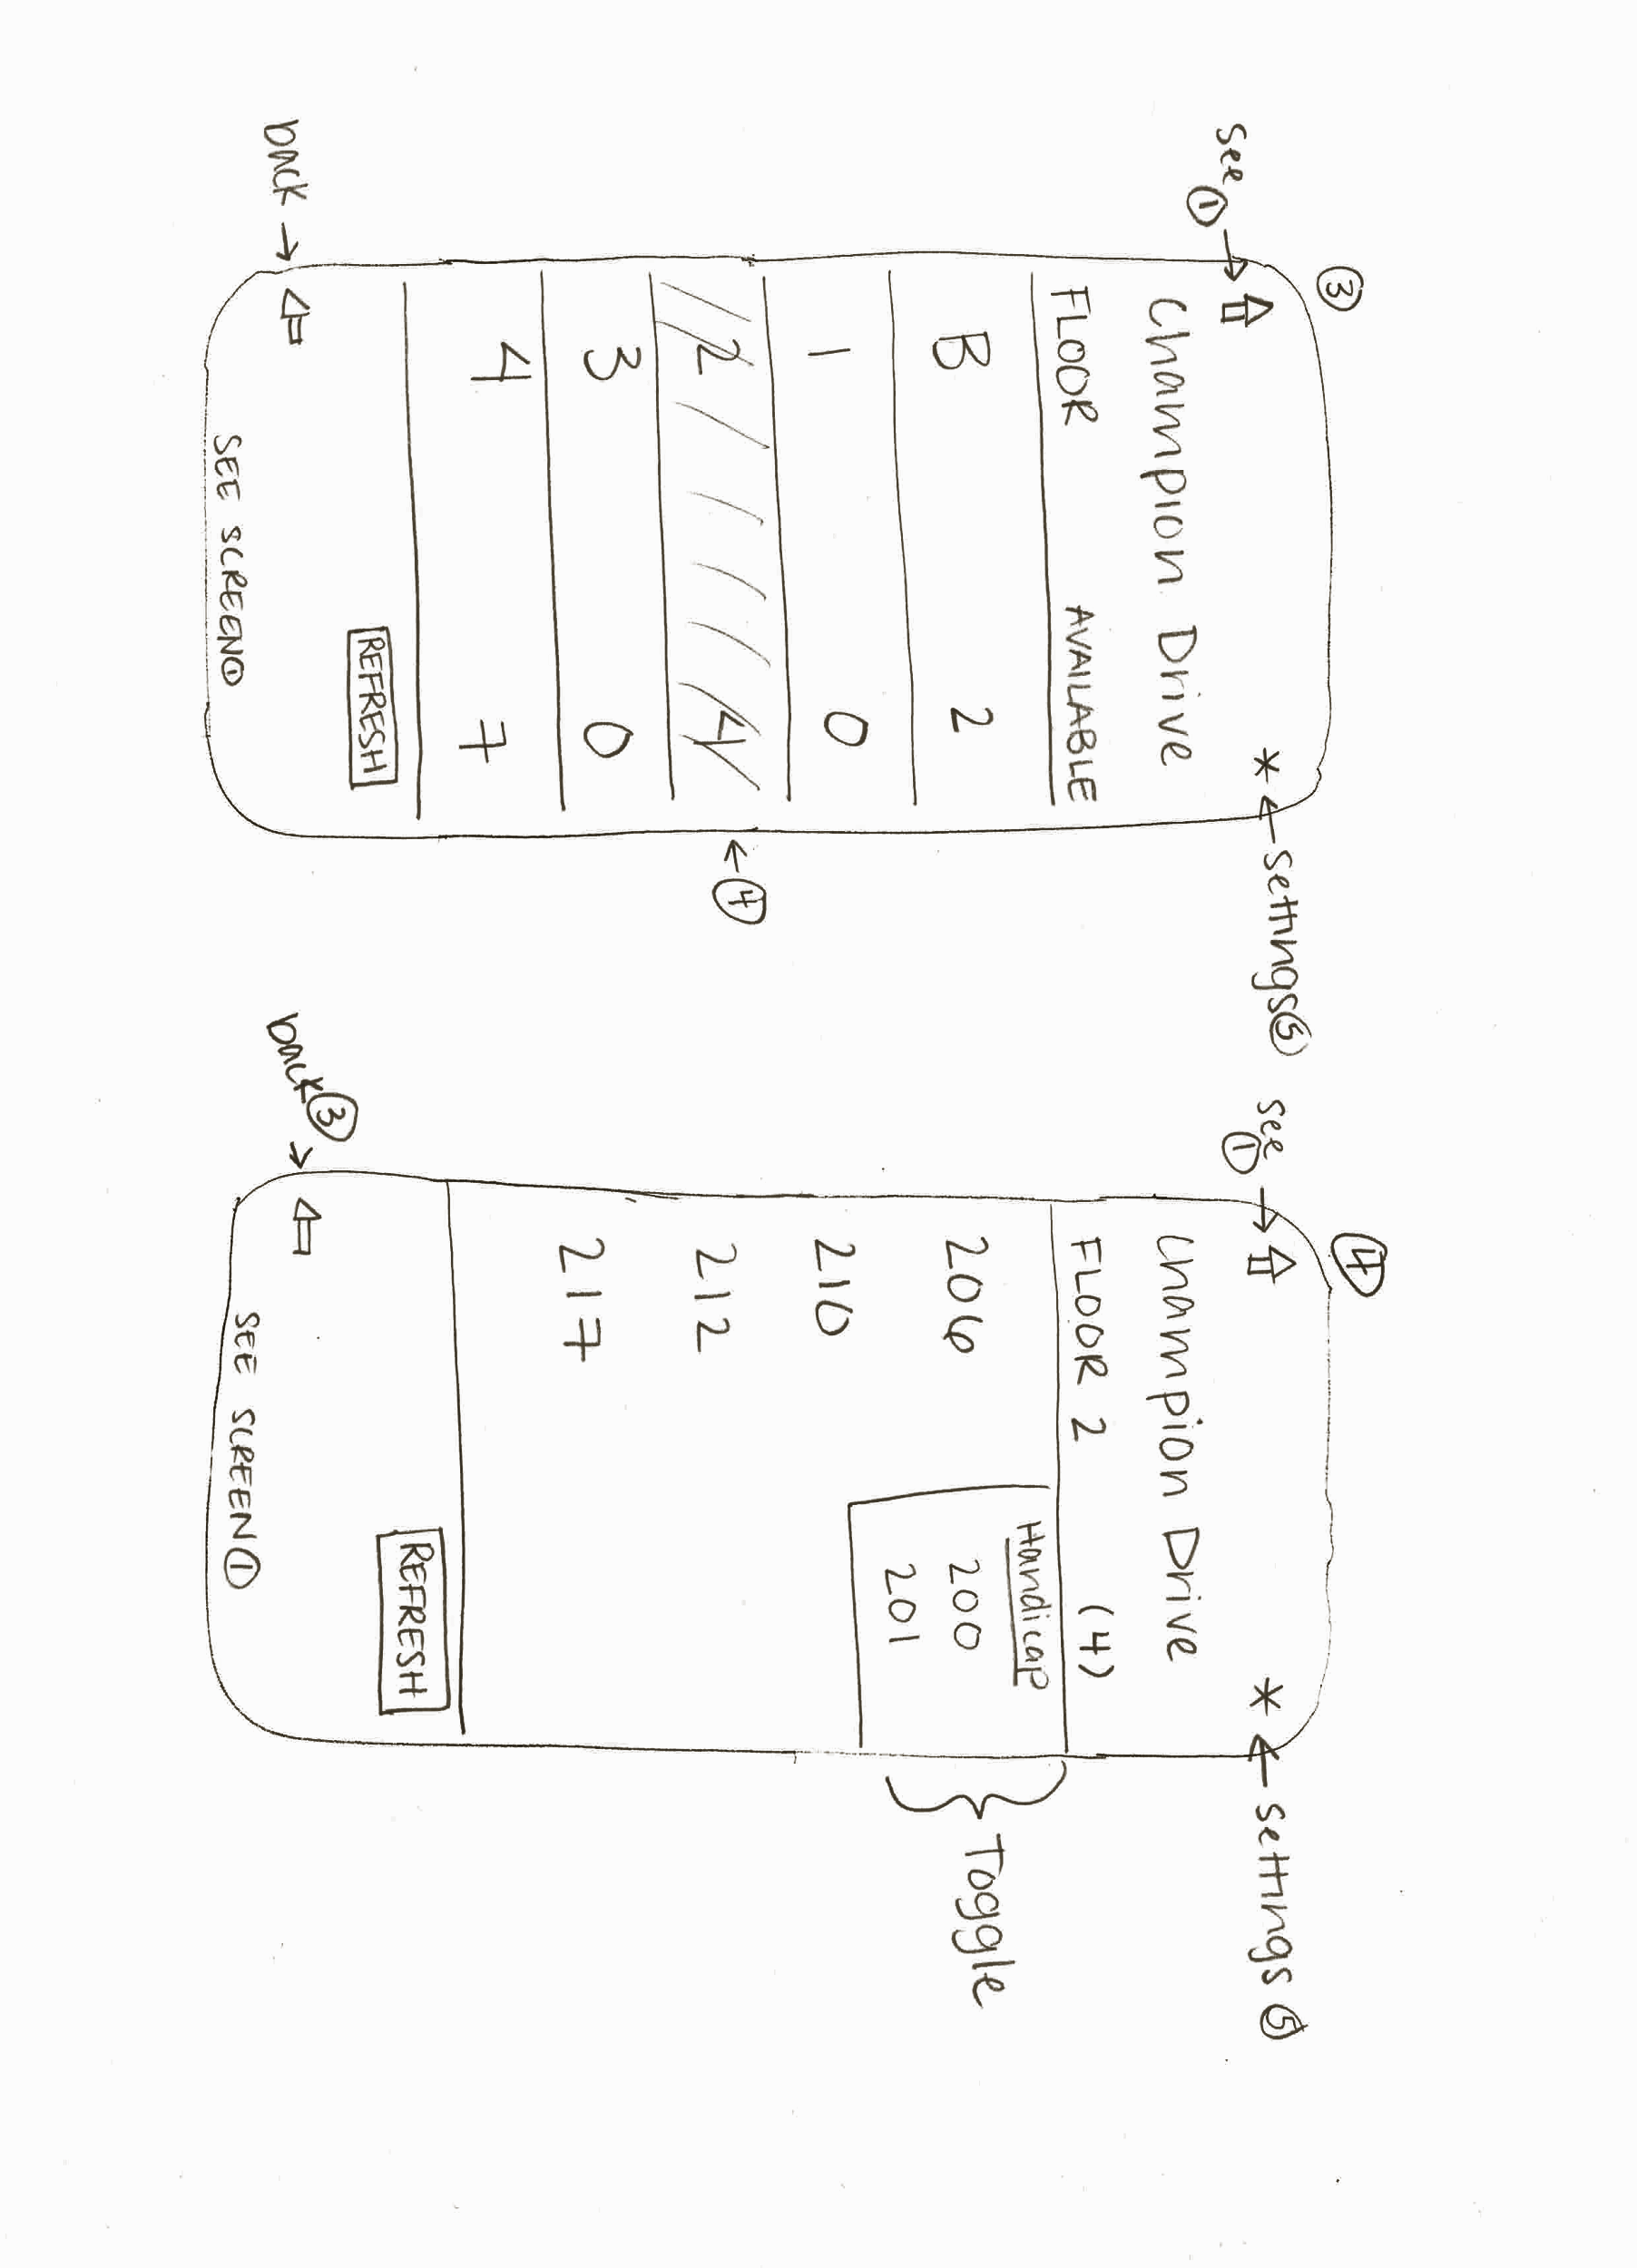 ③
see ①
*
settings ⑤
Champion Drive
FLOOR AVAILABLE
B 2
1 0
2 4
④
3 0
4 7
REFRESH
back
SEE SCREEN ①
④
see ①
*
settings ⑤
Champion Drive
FLOOR 2 (4)
Handicap
206 200
201
Toggle
210
212
217
REFRESH
back ③
SEE SCREEN ①